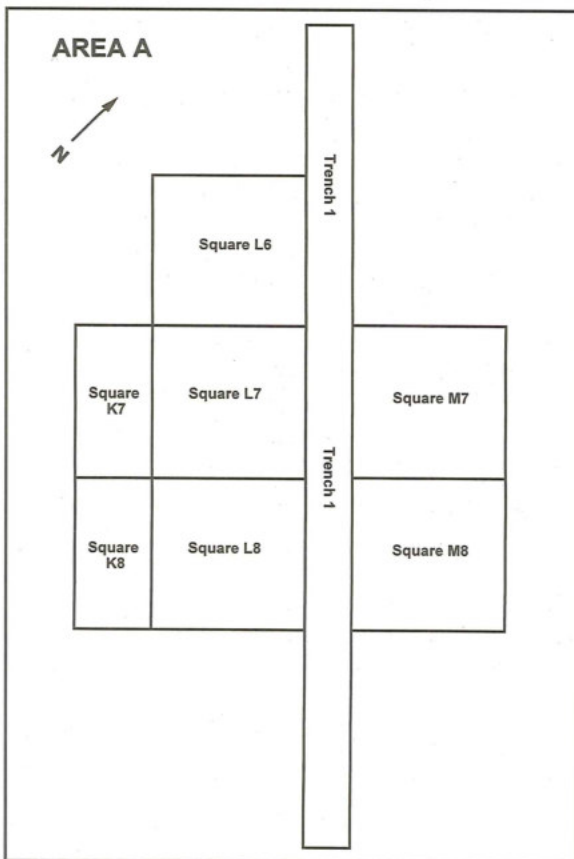 AREA A
N
Trench 1
Square L6
Square
K7
Square L7
Square M7
Trench 1
Square
K8
Square L8
Square M8